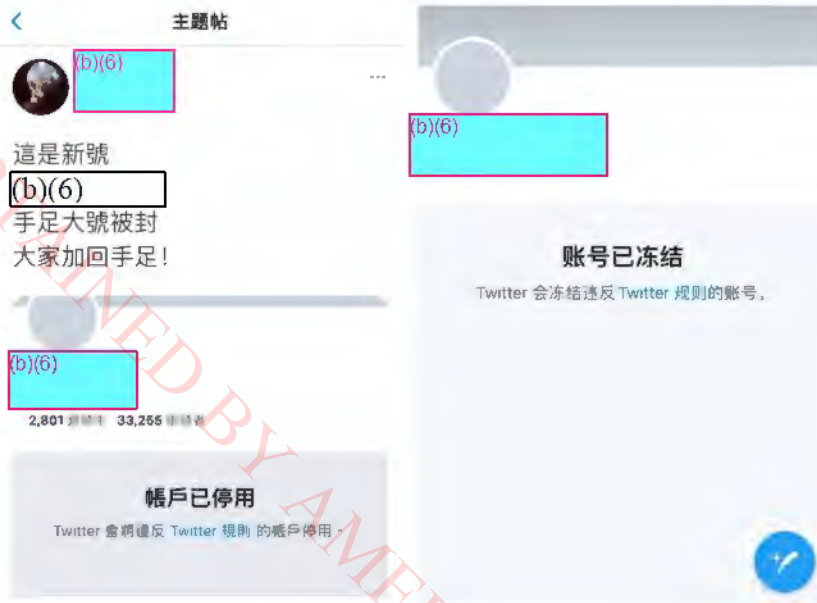 主題帖
(b)(6)
這是新號
(b)(6)
手足大號被封
大家加回手足！
(b)(6)
2,801 33,255
帳戶已停用
Twitter 會將違反 Twitter 規則 的帳戶停用。
(b)(6)
账号已冻结
Twitter 会冻结违反 Twitter 规则的账号。
TAINED BY AMER